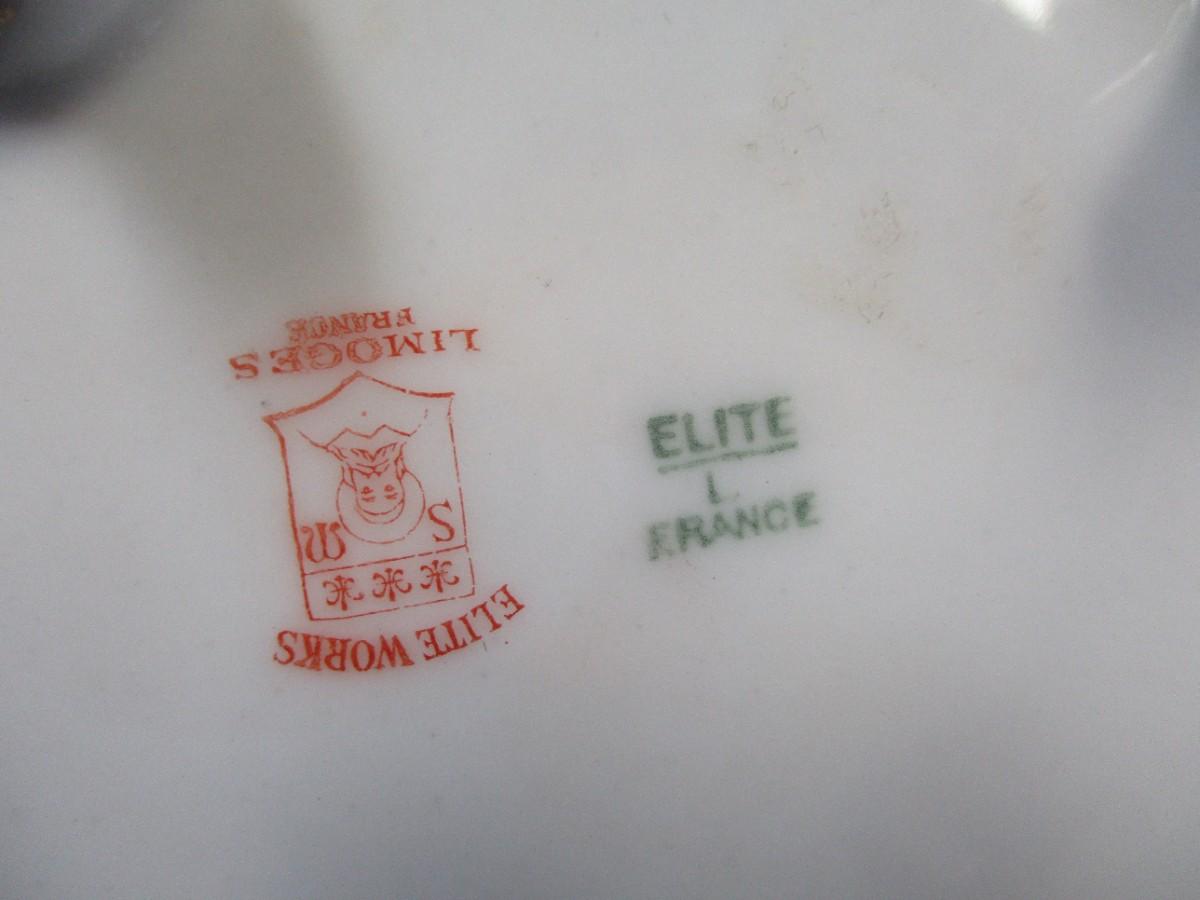 ELITE WORKS
S M
LIMOGES
FRANCE
ELITE
L
FRANCE